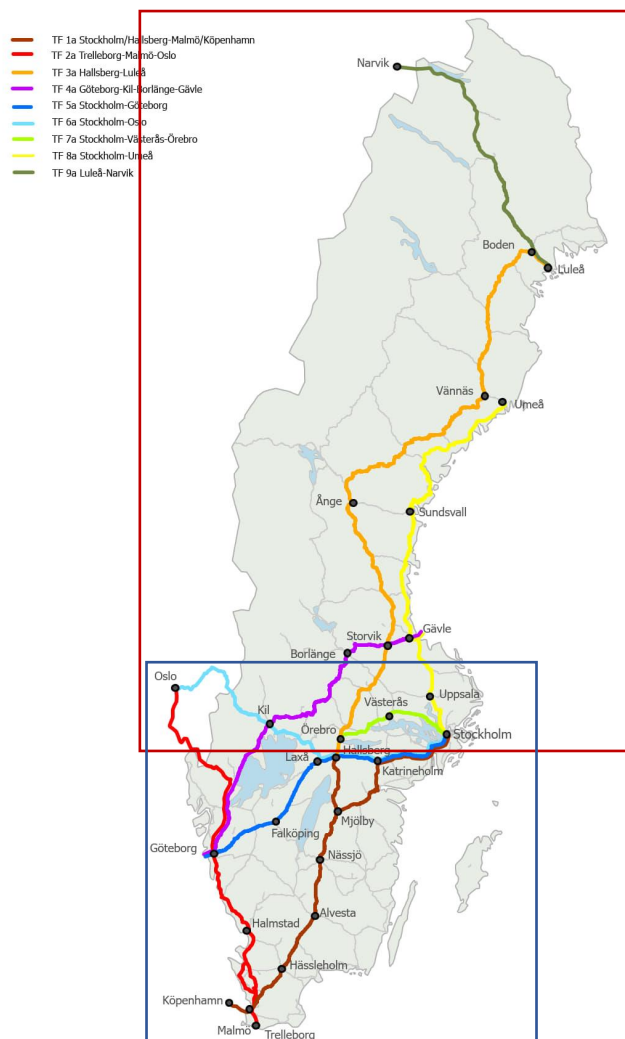 TF 1a Stockholm/Hallsberg-Malmö/Köpenhamn
TF 2a Trelleborg-Malmö-Oslo
TF 3a Hallsberg-Luleå
TF 4a Göteborg-Kil-Borlänge-Gävle
TF 5a Stockholm-Göteborg
TF 6a Stockholm-Oslo
TF 7a Stockholm-Västerås-Örebro
TF 8a Stockholm-Umeå
TF 9a Luleå-Narvik
Narvik
Boden
Luleå
Vännäs
Umeå
Ånge
Sundsvall
Gävle
Storvik
Borlänge
Oslo
Uppsala
Västerås
Kil
Örebro
Stockholm
Hallsberg
Laxå
Katrineholm
Mjölby
Falköping
Göteborg
Nässjö
Alvesta
Halmstad
Hässleholm
Köpenhamn
Malmö
Trelleborg